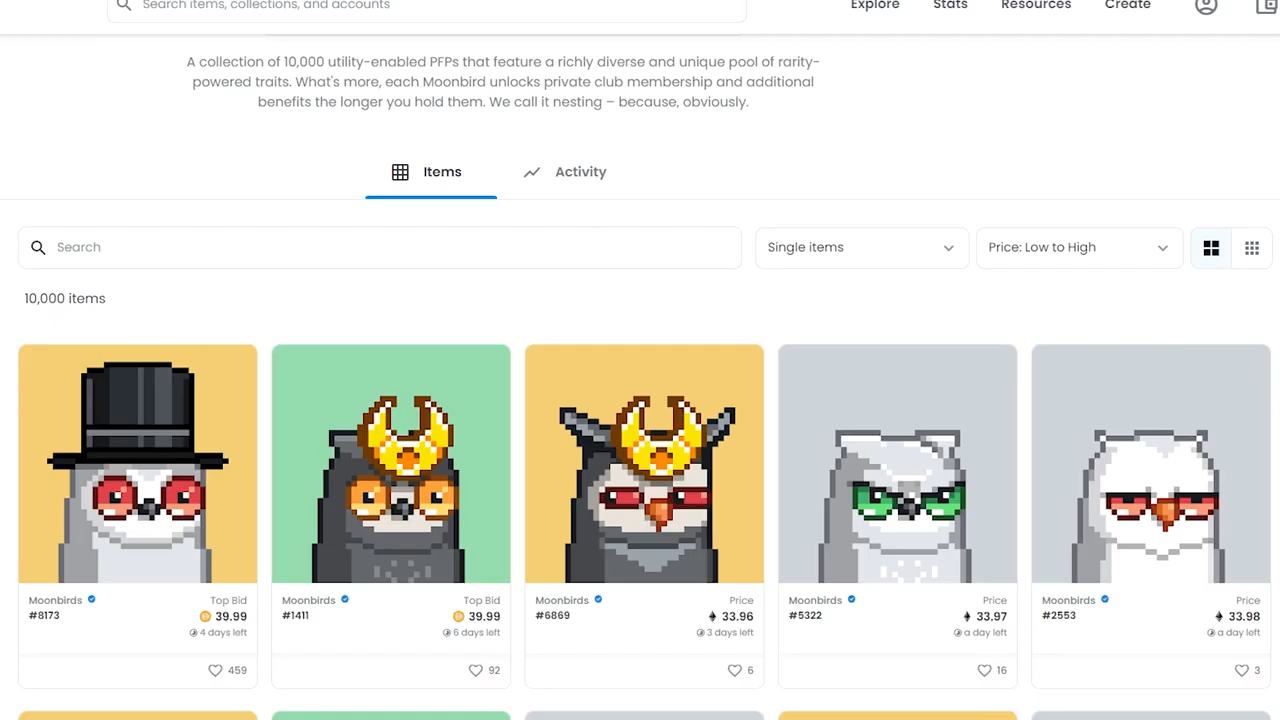 Search items, collections, and accounts
Explore
Stats
Resources
Create
A collection of 10,000 utility-enabled PFPs that feature a richly diverse and unique pool of rarity-
powered traits. What's more, each Moonbird unlocks private club membership and additional
benefits the longer you hold them. We call it nesting – because, obviously.
Items
Activity
Search
Single items
Price: Low to High
10,000 items
Moonbirds
Top Bid
#8173
39.99
4 days left
459
Moonbirds
Top Bid
#1411
39.99
6 days left
92
Moonbirds
Price
#6869
33.96
3 days left
6
Moonbirds
Price
#5322
33.97
a day left
16
Moonbirds
Price
#2553
33.98
a day left
3